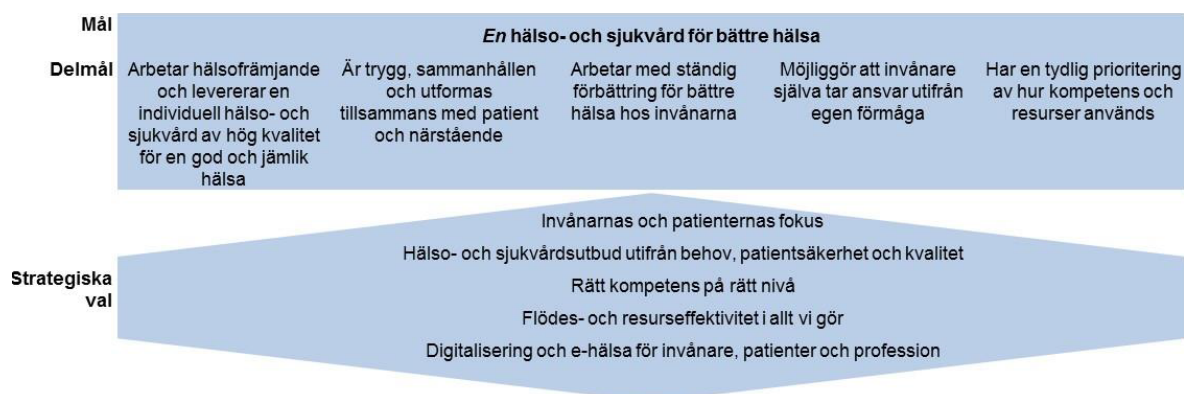 Mål
En hälso- och sjukvård för bättre hälsa
Delmål
Arbetar hälsofrämjande
och levererar en
individuell hälso- och
sjukvård av hög kvalitet
för en god och jämlik
hälsa
Är trygg, sammanhållen
och utformas
tillsammans med patient
och närstående
Arbetar med ständig
förbättring för bättre
hälsa hos invånarna
Möjliggör att invånare
själva tar ansvar utifrån
egen förmåga
Har en tydlig prioritering
av hur kompetens och
resurser används
Strategiska
val
Invånarnas och patienternas fokus
Hälso- och sjukvårdsutbud utifrån behov, patientsäkerhet och kvalitet
Rätt kompetens på rätt nivå
Flödes- och resurseffektivitet i allt vi gör
Digitalisering och e-hälsa för invånare, patienter och profession